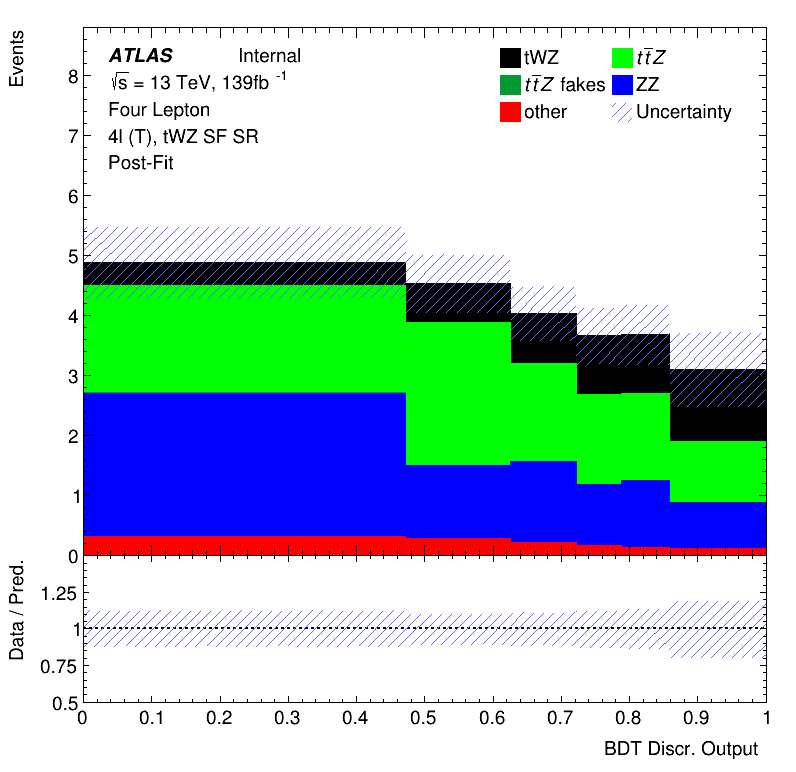 Events
ATLAS Internal
√s = 13 TeV, 139fb -1
Four Lepton
4l (T), tWZ SF SR
Post-Fit
tWZ
tt̄Z
tt̄Z fakes
ZZ
other
Uncertainty
8
7
6
5
4
3
2
1
0
Data / Pred.
1.25
1
0.75
0.5
0 0.1 0.2 0.3 0.4 0.5 0.6 0.7 0.8 0.9 1
BDT Discr. Output